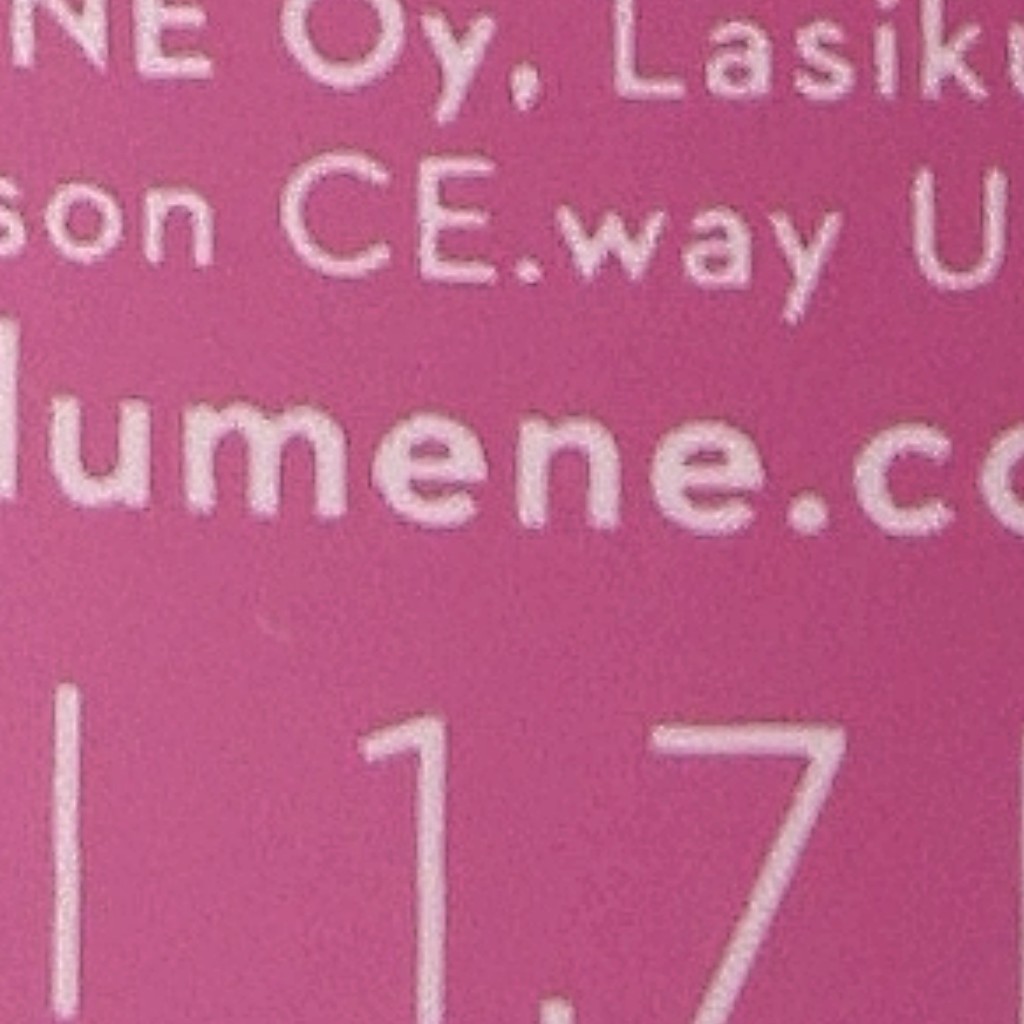 NE Oy, Lasiku
son CE.way U
lumene.co
| 1.7